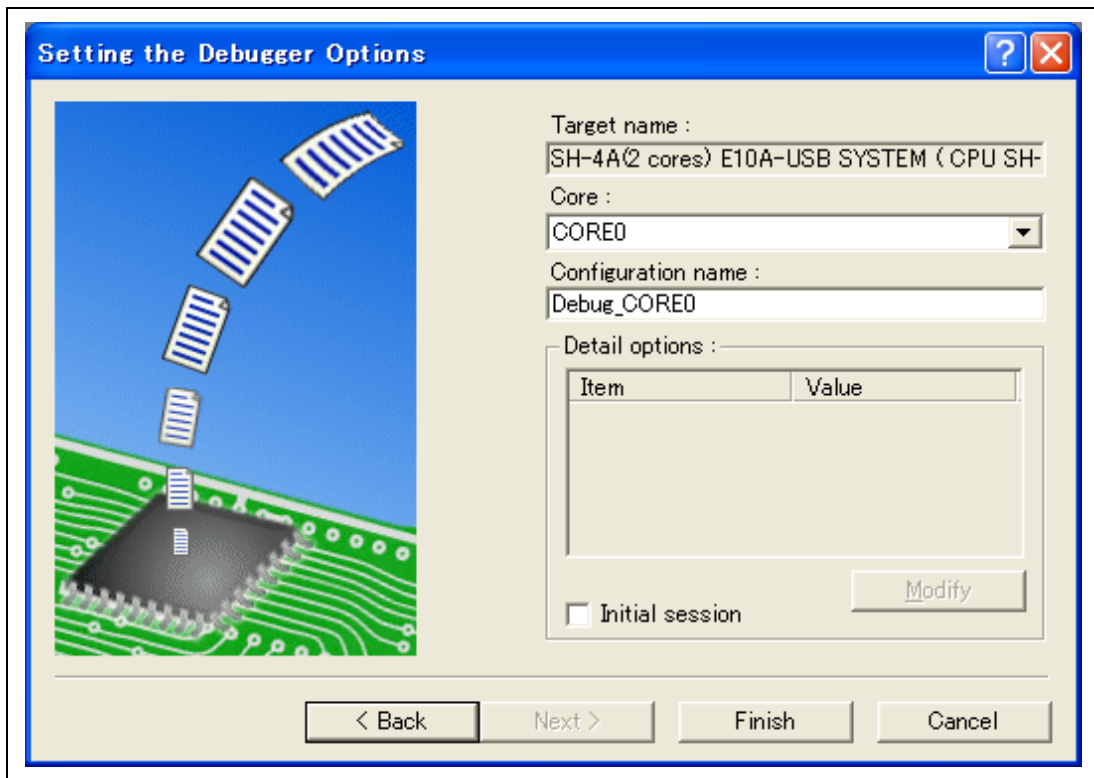 Setting the Debugger Options
Target name :
SH-4A(2 cores) E10A-USB SYSTEM ( CPU SH-
Core :
CORE0
Configuration name :
Debug_CORE0
Detail options :
Item Value
Modify
Initial session
< Back Next > Finish Cancel